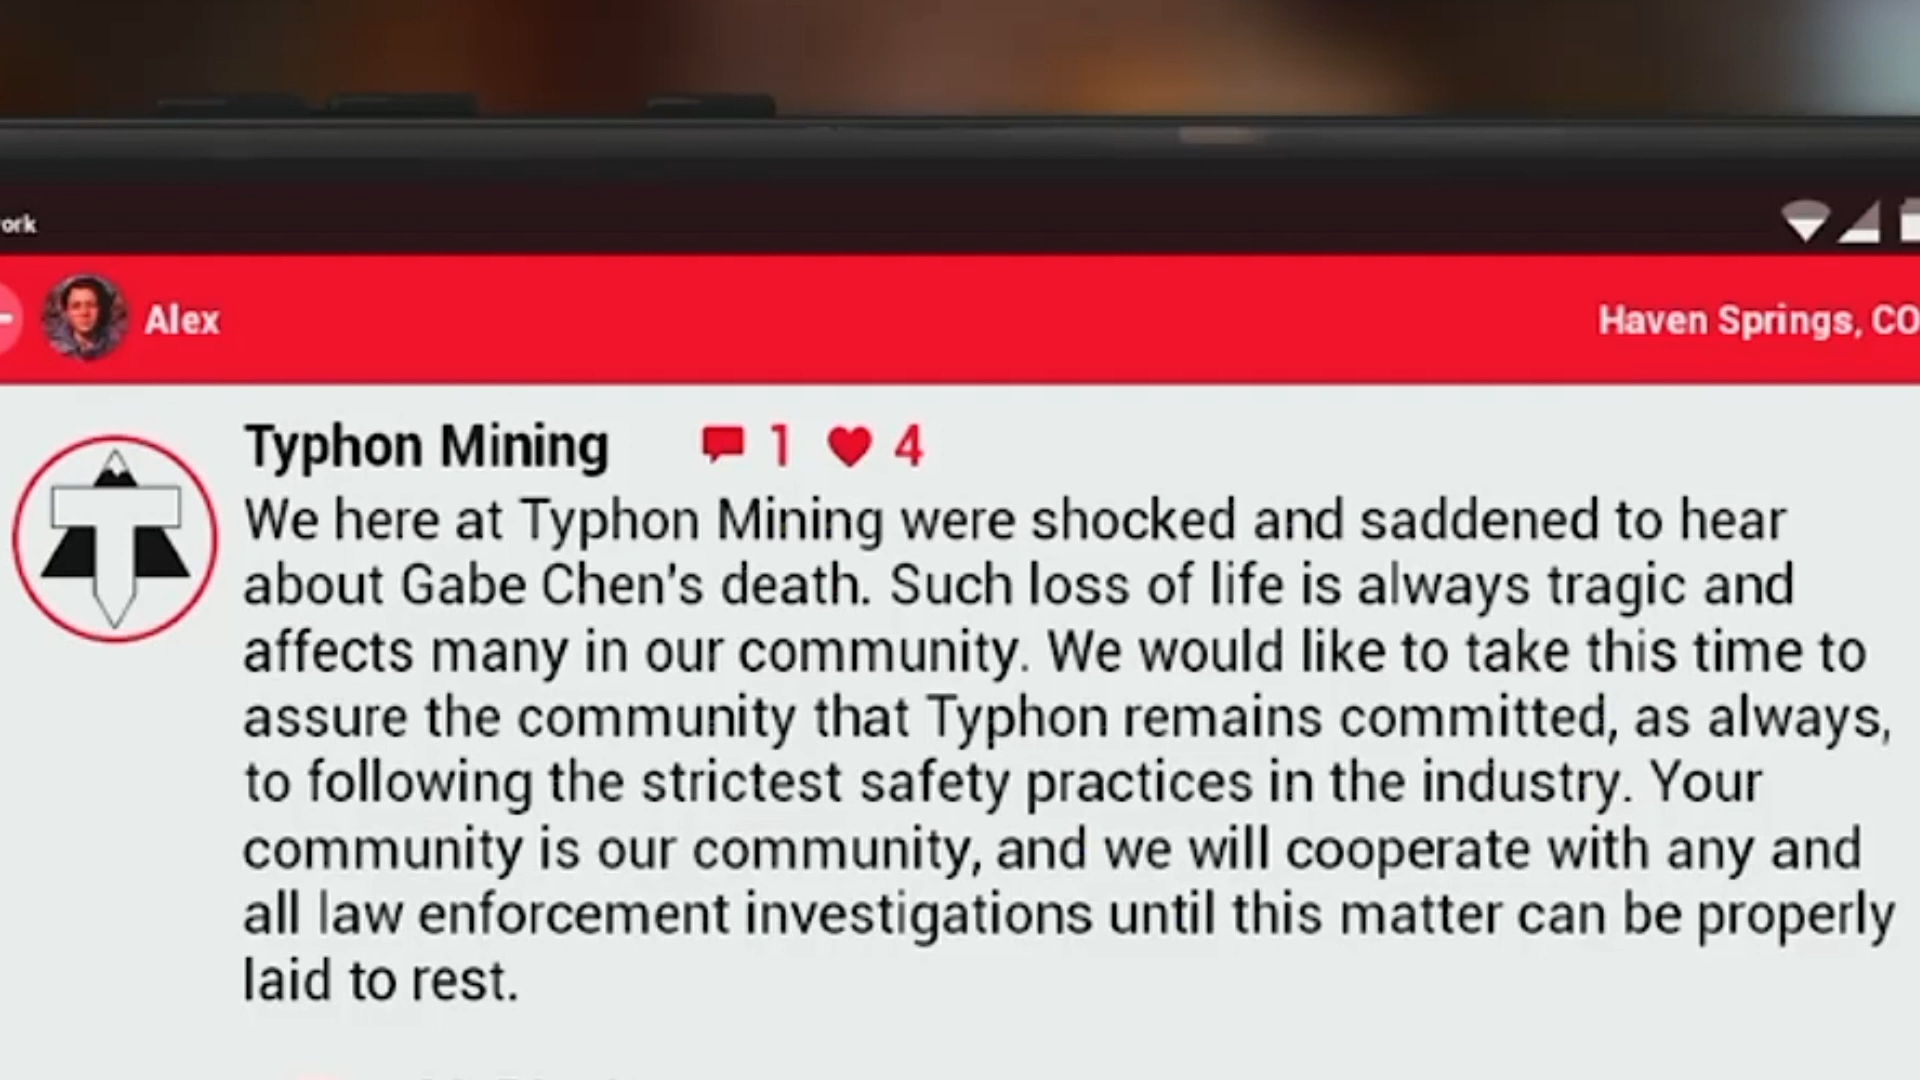 ork
Alex
Haven Springs, CO
Typhon Mining 1 4
We here at Typhon Mining were shocked and saddened to hear
about Gabe Chen's death. Such loss of life is always tragic and
affects many in our community. We would like to take this time to
assure the community that Typhon remains committed, as always,
to following the strictest safety practices in the industry. Your
community is our community, and we will cooperate with any and
all law enforcement investigations until this matter can be properly
laid to rest.